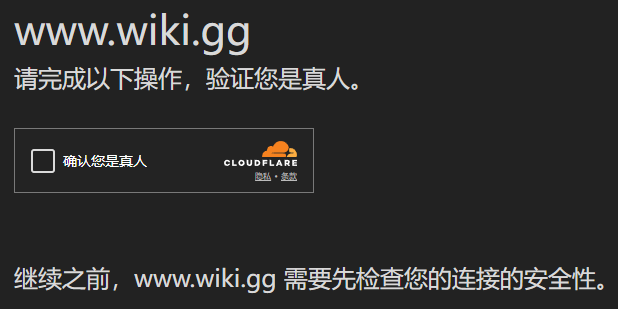 www.wiki.gg
请完成以下操作，验证您是真人。
确认您是真人
CLOUDFLARE
隐私 • 条款
继续之前，www.wiki.gg 需要先检查您的连接的安全性。